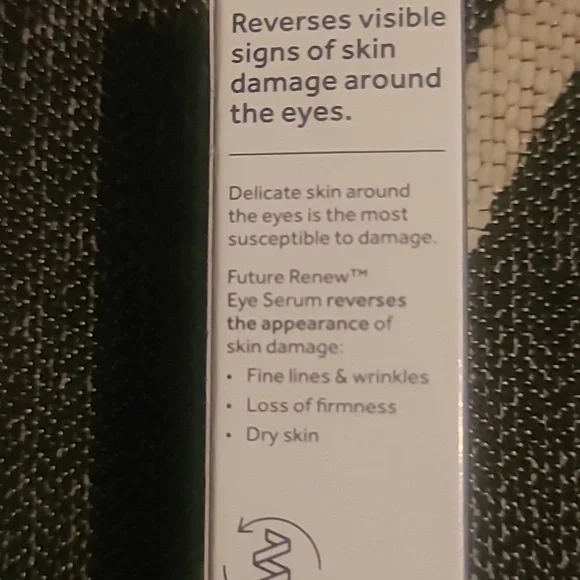 Reverses visible
signs of skin
damage around
the eyes.
Delicate skin around
the eyes is the most
susceptible to damage.
Future Renew™
Eye Serum reverses
the appearance of
skin damage:
• Fine lines & wrinkles
• Loss of firmness
• Dry skin